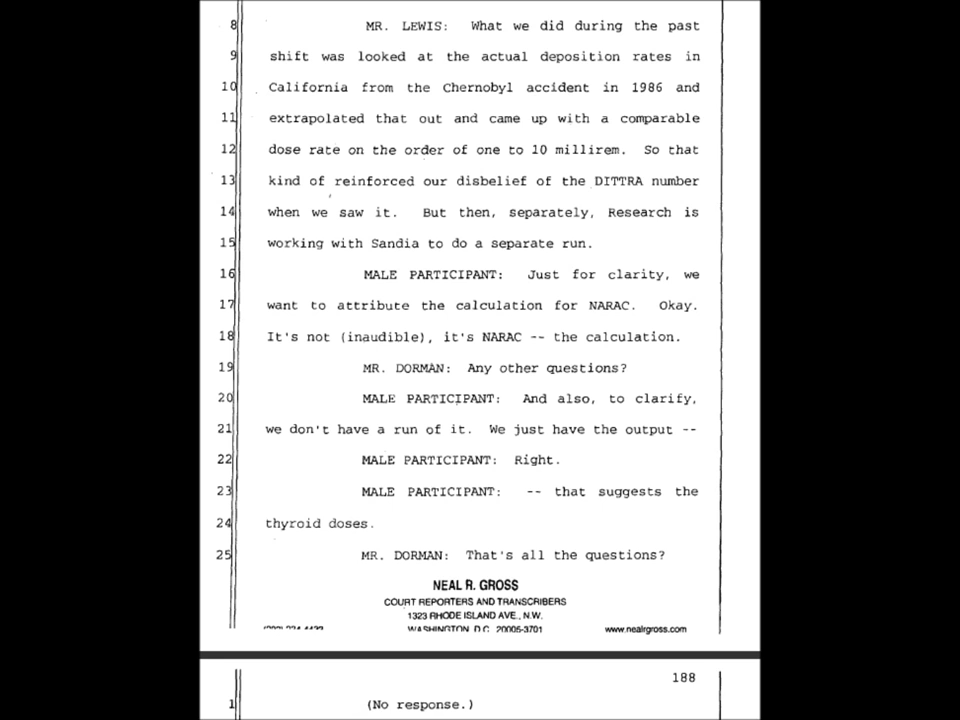 8 MR. LEWIS: What we did during the past
9 shift was looked at the actual deposition rates in
10 California from the Chernobyl accident in 1986 and
11 extrapolated that out and came up with a comparable
12 dose rate on the order of one to 10 millirem. So that
13 kind of reinforced our disbelief of the DITTRA number
14 when we saw it. But then, separately, Research is
15 working with Sandia to do a separate run.
16 MALE PARTICIPANT: Just for clarity, we
17 want to attribute the calculation for NARAC. Okay.
18 It's not (inaudible), it's NARAC -- the calculation.
19 MR. DORMAN: Any other questions?
20 MALE PARTICIPANT: And also, to clarify,
21 we don't have a run of it. We just have the output --
22 MALE PARTICIPANT: Right.
23 MALE PARTICIPANT: -- that suggests the
24 thyroid doses.
25 MR. DORMAN: That's all the questions?
NEAL R. GROSS
COURT REPORTERS AND TRANSCRIBERS
1323 RHODE ISLAND AVE., N.W.
WASHINGTON, D.C. 20005-3701 www.nealrgross.com
188
1 (No response.)